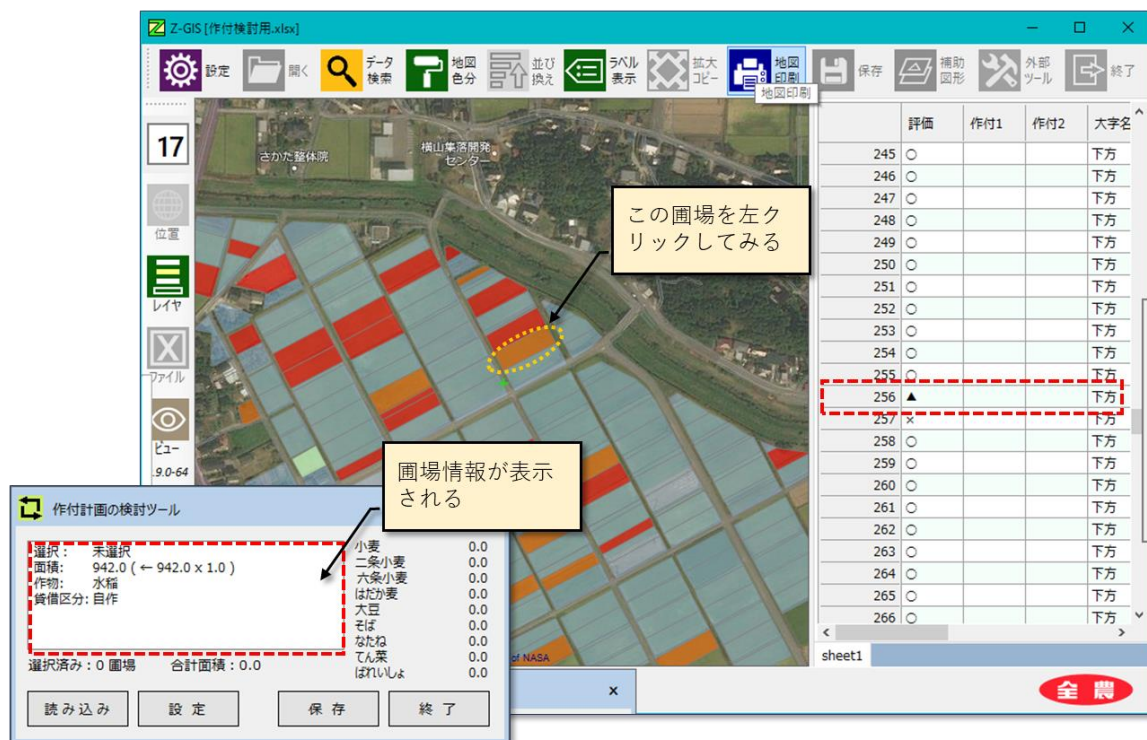 Z-GIS [作付検討用.xlsx]
設定
開く
データ
検索
地図
色分
並び
換え
ラベル
表示
拡大
コピー
地図
印刷
保存
補助
図形
外部
ツール
終了
地図印刷
17
位置
レイヤ
ファイル
ビュー
.9.0-64
さかた整体院
横山集落開発
センター
この圃場を左ク
リックしてみる
圃場情報が表示
される
of NASA
評価 作付1 作付2 大字名
245 ○ 下方
246 ○ 下方
247 ○ 下方
248 ○ 下方
249 ○ 下方
250 ○ 下方
251 ○ 下方
252 ○ 下方
253 ○ 下方
254 ○ 下方
255 ○ 下方
256 ▲ 下方
257 × 下方
258 ○ 下方
259 ○ 下方
260 ○ 下方
261 ○ 下方
262 ○ 下方
263 ○ 下方
264 ○ 下方
265 ○ 下方
266 ○ 下方
sheet1
全農
作付計画の検討ツール
選択: 未選択
面積: 942.0 ( ← 942.0 x 1.0 )
作物: 水稲
賃借区分: 自作
選択済み : 0 圃場 合計面積 : 0.0
小麦 0.0
二条小麦 0.0
六条小麦 0.0
はだか麦 0.0
大豆 0.0
そば 0.0
なたね 0.0
てん菜 0.0
ばれいしょ 0.0
読み込み
設定
保存
終了